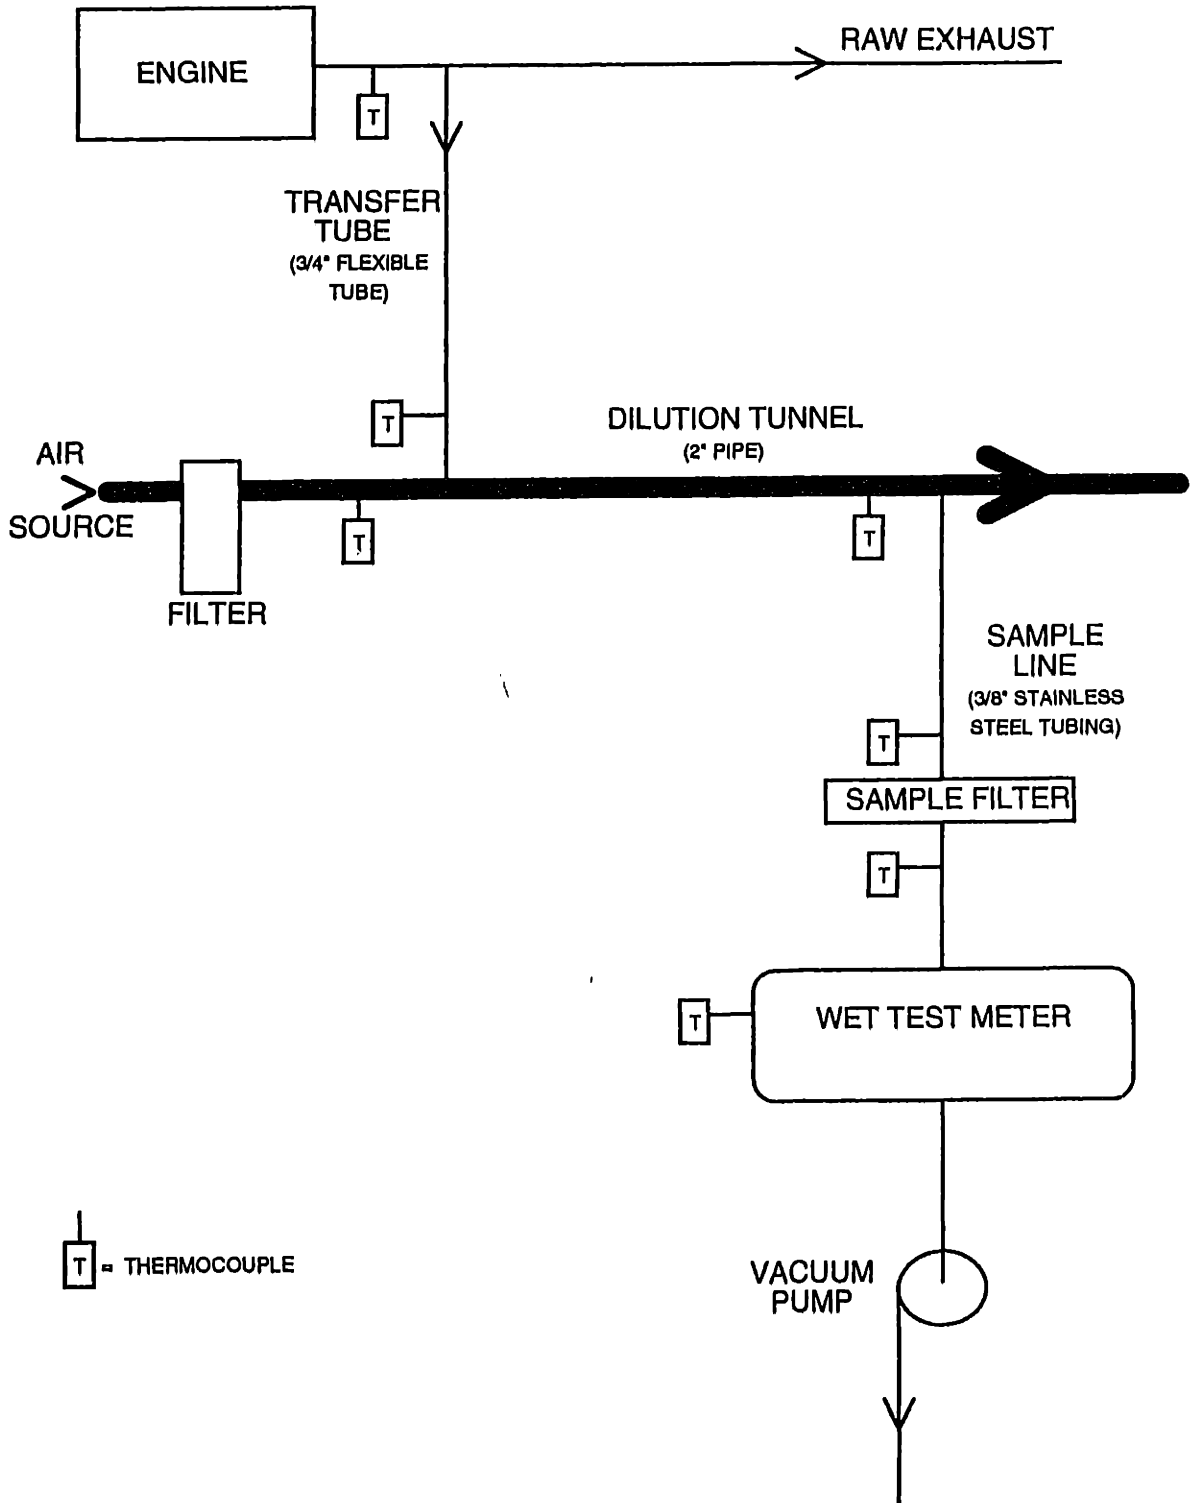 RAW EXHAUST
ENGINE
T
TRANSFER
TUBE
(3/4" FLEXIBLE
TUBE)
T
DILUTION TUNNEL
(2" PIPE)
AIR
SOURCE
T
T
FILTER
SAMPLE
LINE
(3/8" STAINLESS
STEEL TUBING)
T
SAMPLE FILTER
T
WET TEST METER
T
T = THERMOCOUPLE
VACUUM
PUMP